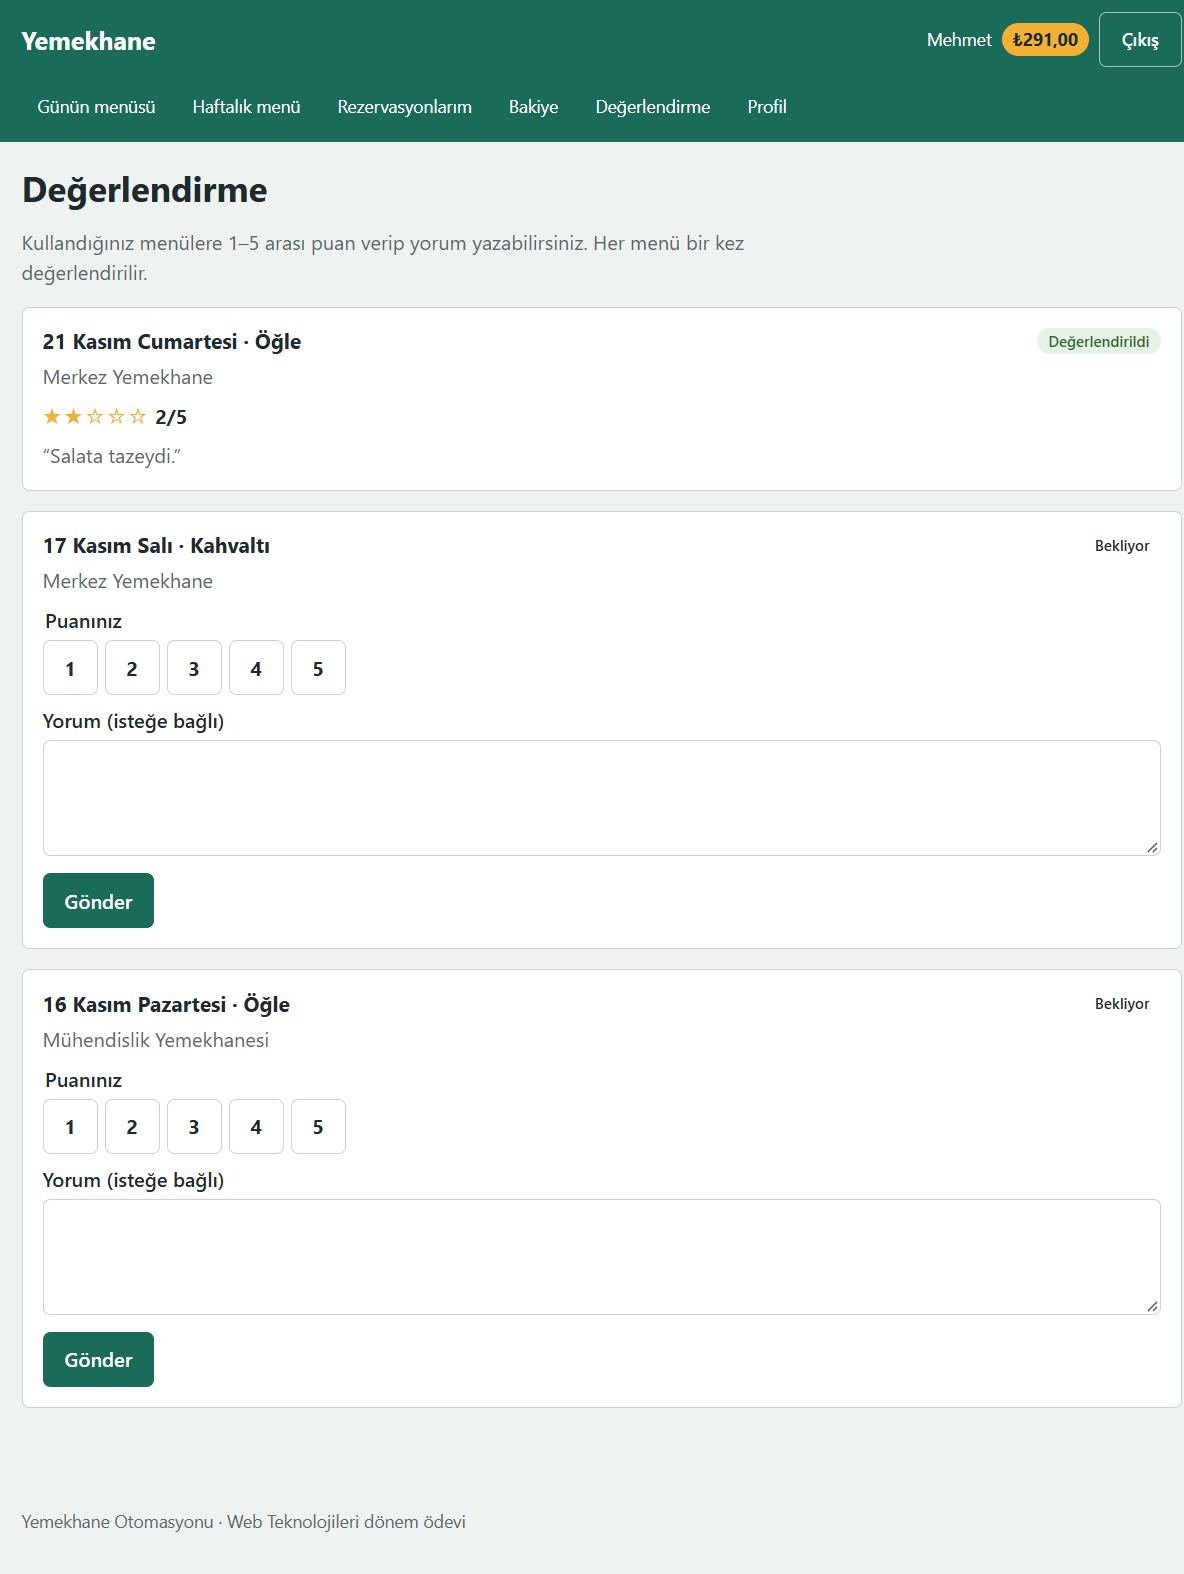 Yemekhane
Mehmet ₺291,00 Çıkış
Günün menüsü Haftalık menü Rezervasyonlarım Bakiye Değerlendirme Profil
Değerlendirme
Kullandığınız menülere 1–5 arası puan verip yorum yazabilirsiniz. Her menü bir kez
değerlendirilir.
21 Kasım Cumartesi · Öğle Değerlendirildi
Merkez Yemekhane
★★☆☆☆ 2/5
“Salata tazeydi.”
17 Kasım Salı · Kahvaltı Bekliyor
Merkez Yemekhane
Puanınız
1 2 3 4 5
Yorum (isteğe bağlı)
Gönder
16 Kasım Pazartesi · Öğle Bekliyor
Mühendislik Yemekhanesi
Puanınız
1 2 3 4 5
Yorum (isteğe bağlı)
Gönder
Yemekhane Otomasyonu · Web Teknolojileri dönem ödevi